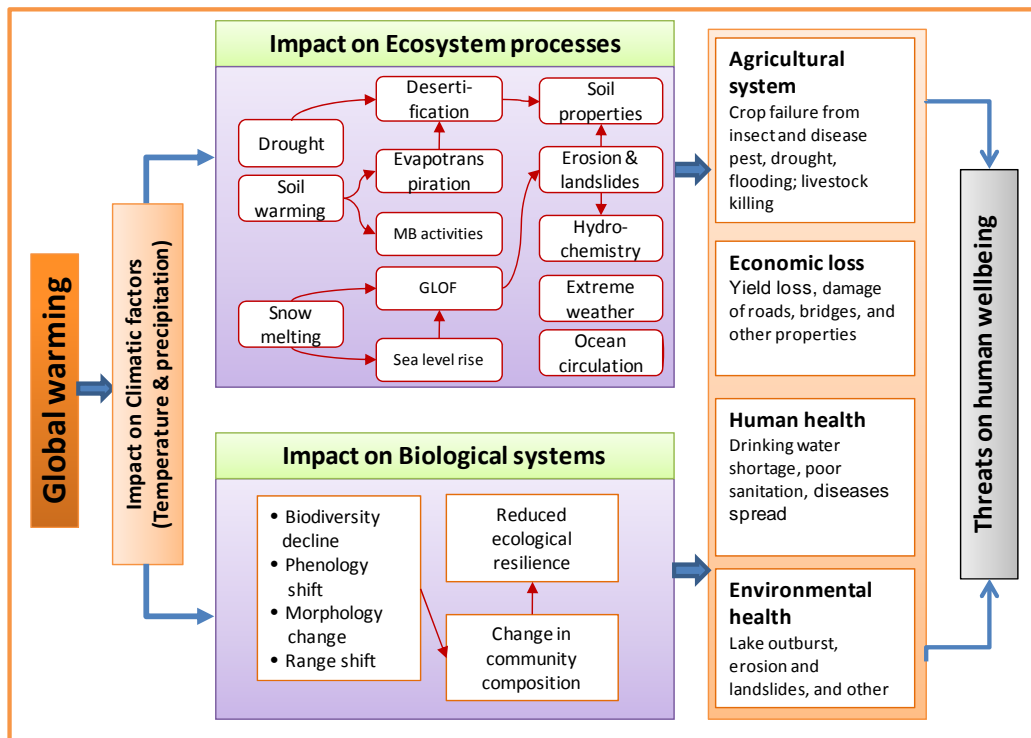 Global warming
Impact on Climatic factors
(Temperature & precipitation)
Impact on Ecosystem processes
Drought
Soil
warming
Snow
melting
Deserti-
fication
Evapotrans
piration
MB activities
GLOF
Sea level rise
Soil
properties
Erosion &
landslides
Hydro-
chemistry
Extreme
weather
Ocean
circulation
Impact on Biological systems
• Biodiversity
decline
• Phenology
shift
• Morphology
change
• Range shift
Reduced
ecological
resilience
Change in
community
composition
Agricultural
system
Crop failure from
insect and disease
pest, drought,
flooding; livestock
killing
Economic loss
Yield loss, damage
of roads, bridges, and
other properties
Human health
Drinking water
shortage, poor
sanitation, diseases
spread
Environmental
health
Lake outburst,
erosion and
landslides, and other
Threats on human wellbeing